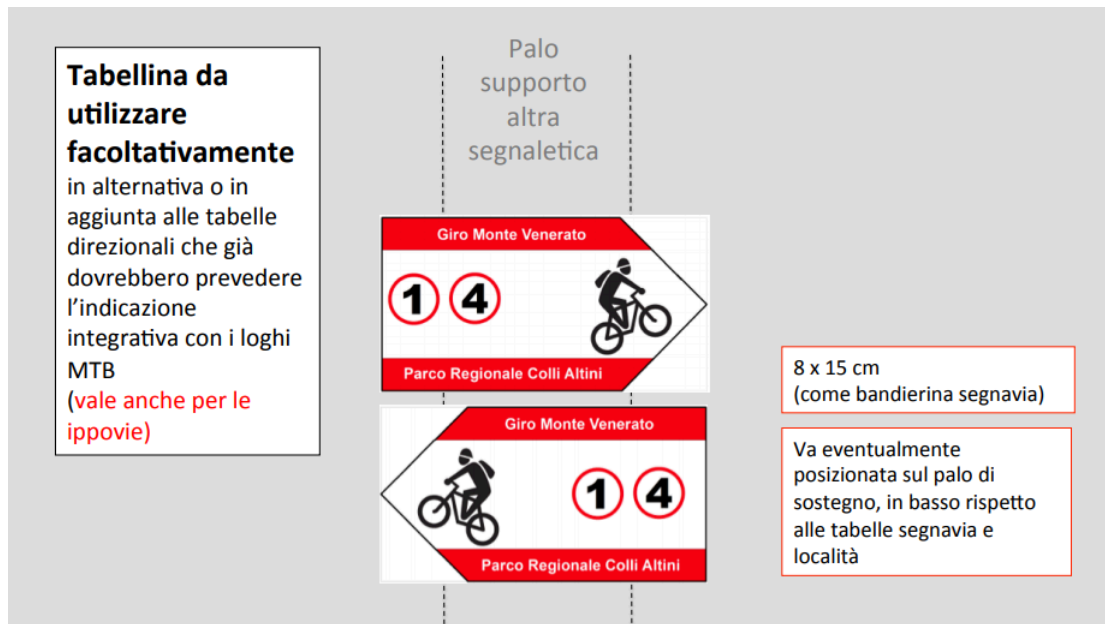 Tabellina da
utilizzare
facoltativamente
in alternativa o in
aggiunta alle tabelle
direzionali che già
dovrebbero prevedere
l'indicazione
integrativa con i loghi
MTB
(vale anche per le
ippovie)
Palo
supporto
altra
segnaletica
Giro Monte Venerato
1 4
Parco Regionale Colli Altini
Giro Monte Venerato
1 4
Parco Regionale Colli Altini
8 x 15 cm
(come bandierina segnavia)
Va eventualmente
posizionata sul palo di
sostegno, in basso rispetto
alle tabelle segnavia e
località